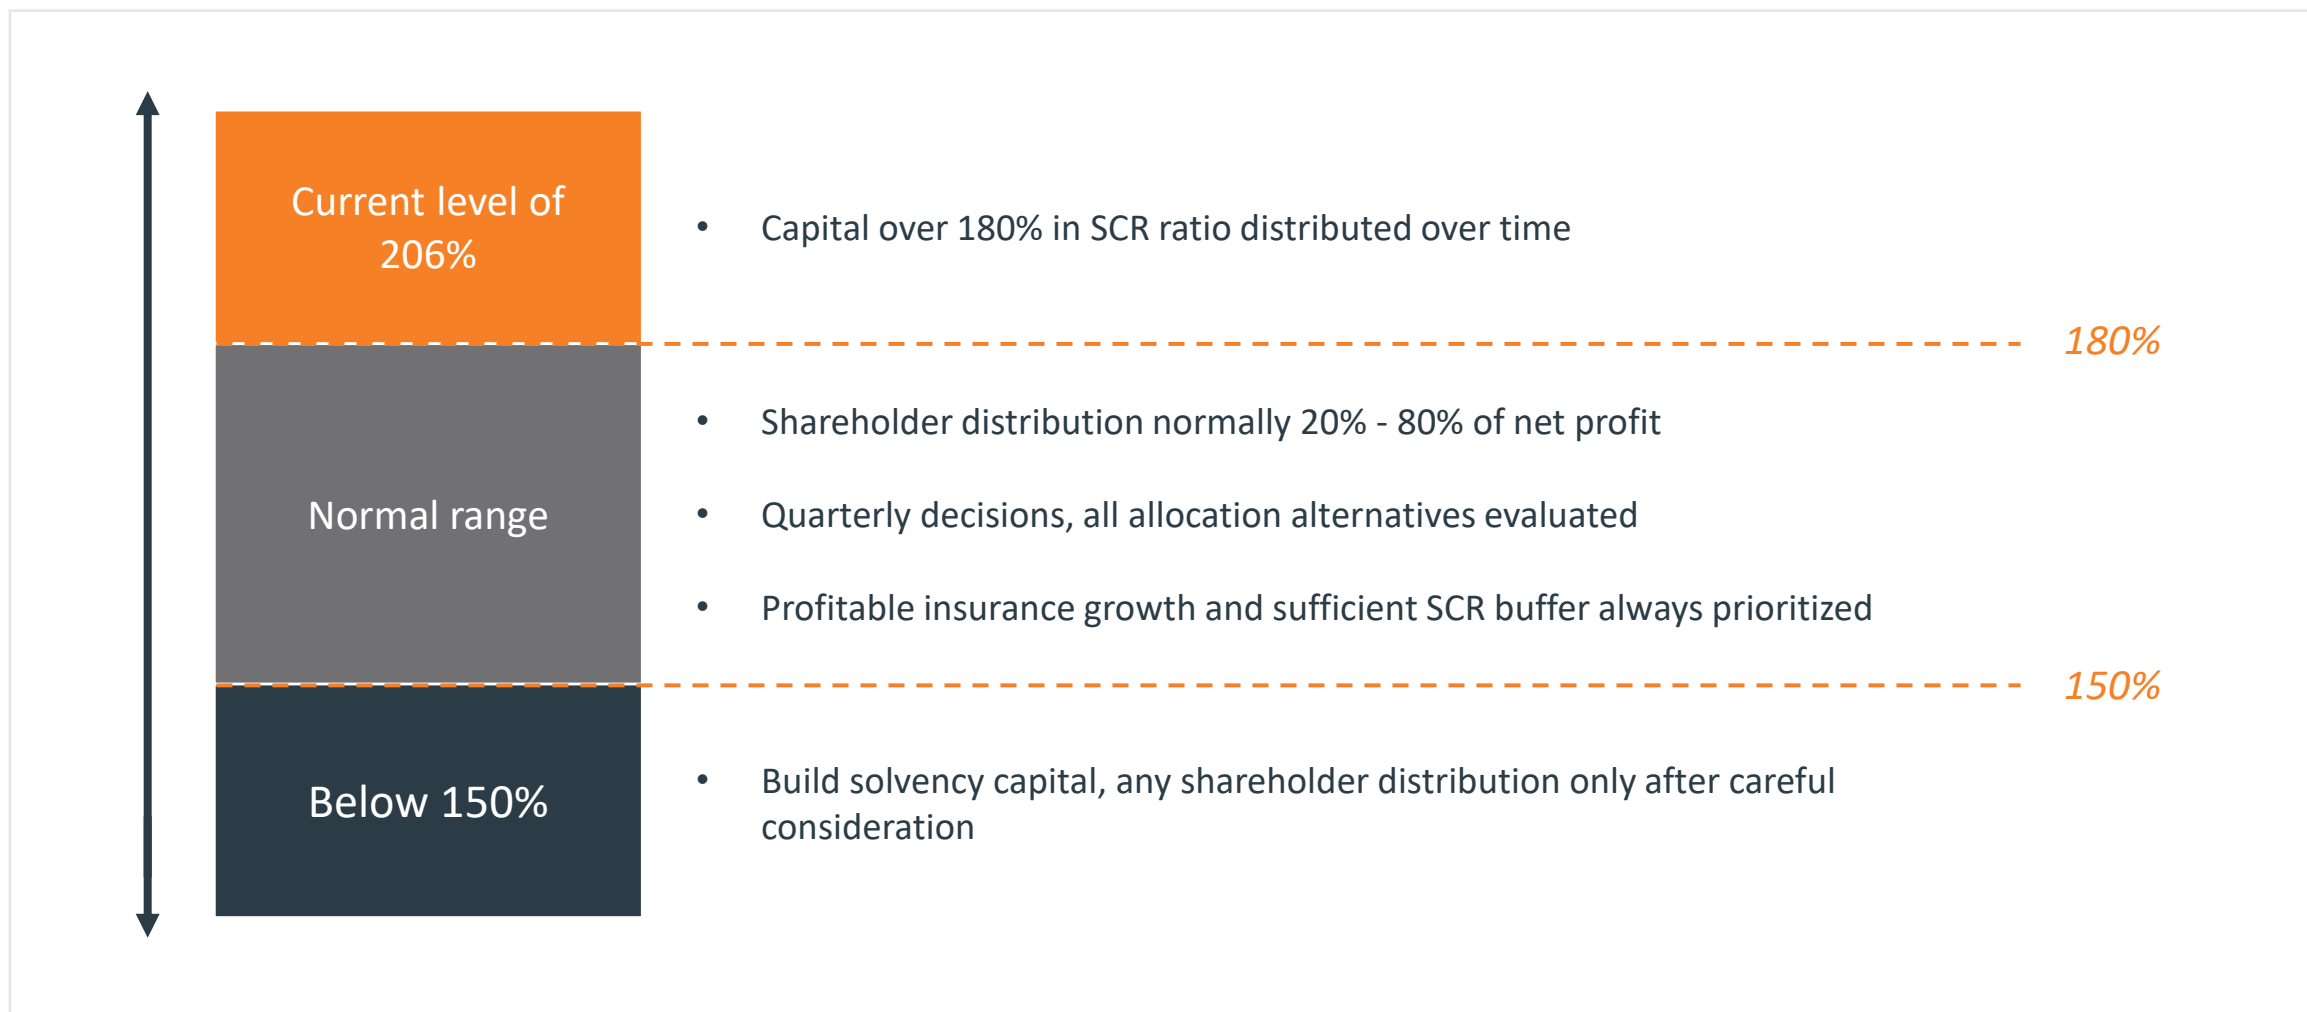 Current level of
206%
• Capital over 180% in SCR ratio distributed over time
180%
• Shareholder distribution normally 20% - 80% of net profit
Normal range
• Quarterly decisions, all allocation alternatives evaluated
• Profitable insurance growth and sufficient SCR buffer always prioritized
150%
Below 150%
• Build solvency capital, any shareholder distribution only after careful
consideration